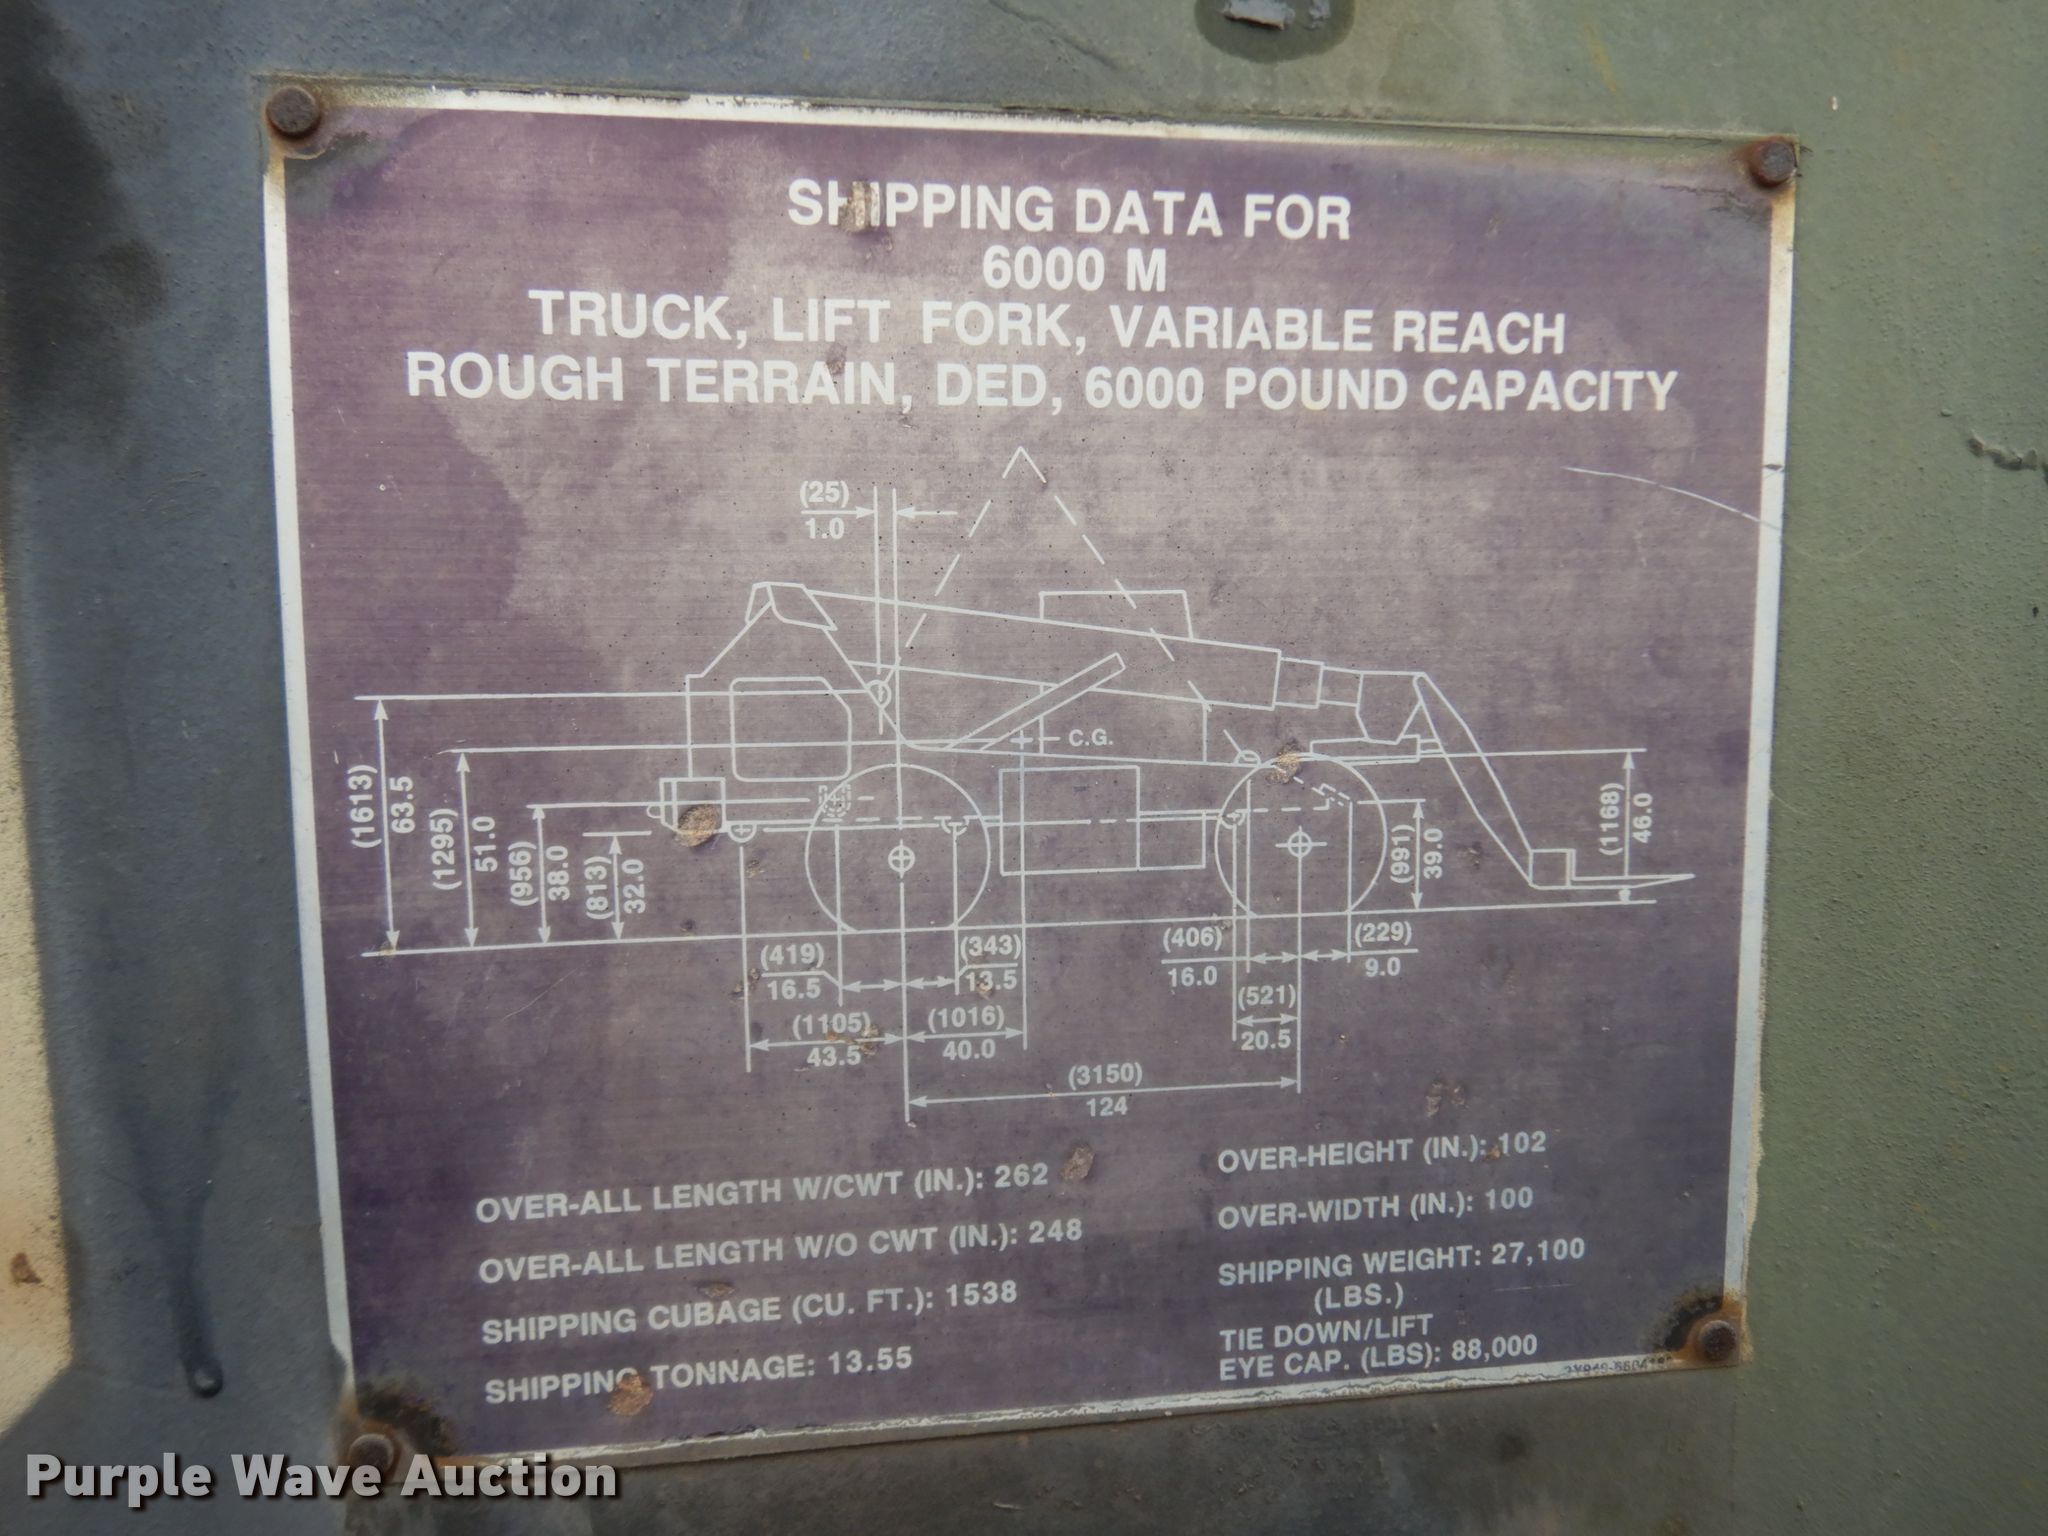 SHIPPING DATA FOR
6000 M
TRUCK, LIFT FORK, VARIABLE REACH
ROUGH TERRAIN, DED, 6000 POUND CAPACITY
(25)
1.0
C.G.
(1613)
63.5
(1295)
51.0
(956)
38.0
(813)
32.0
(991)
39.0
(1168)
46.0
(419)
16.5
(343)
13.5
(406)
16.0
(229)
9.0
(521)
20.5
(1105)
43.5
(1016)
40.0
(3150)
124
OVER-ALL LENGTH W/CWT (IN.): 262
OVER-ALL LENGTH W/O CWT (IN.): 248
SHIPPING CUBAGE (CU. FT.): 1538
SHIPPING TONNAGE: 13.55
OVER-HEIGHT (IN.): 102
OVER-WIDTH (IN.): 100
SHIPPING WEIGHT: 27,100
(LBS.)
TIE DOWN/LIFT
EYE CAP. (LBS): 88,000
Purple Wave Auction